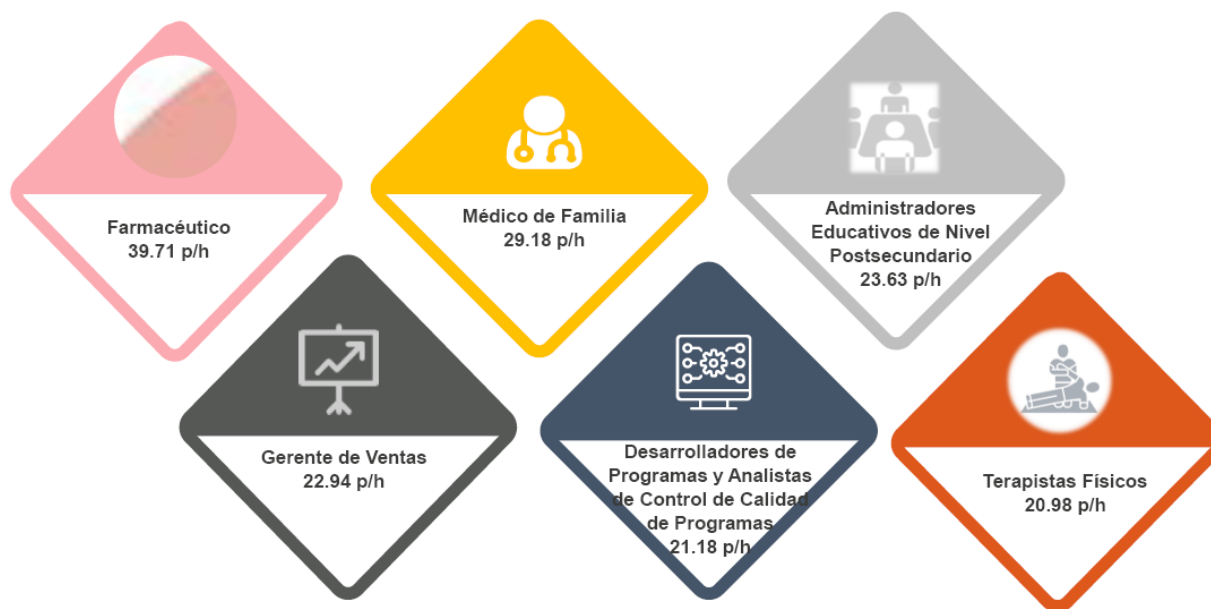 Farmacéutico
39.71 p/h
Médico de Familia
29.18 p/h
Administradores
Educativos de Nivel
Postsecundario
23.63 p/h
Gerente de Ventas
22.94 p/h
Desarrolladores de
Programas y Analistas
de Control de Calidad
de Programas
21.18 p/h
Terapistas Físicos
20.98 p/h